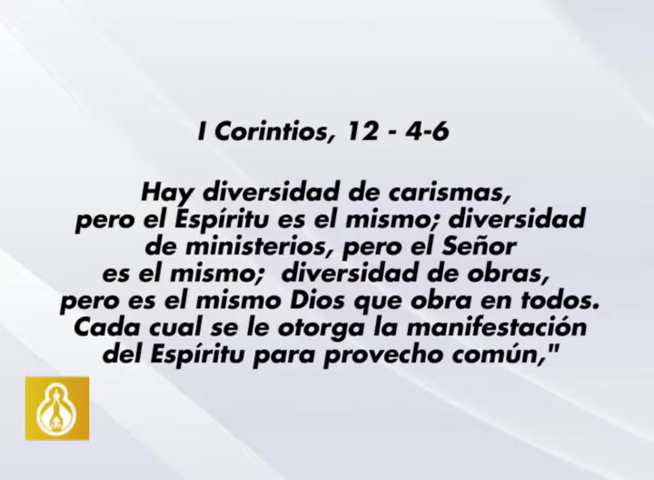 I Corintios, 12 - 4-6
Hay diversidad de carismas,
pero el Espíritu es el mismo; diversidad
de ministerios, pero el Señor
es el mismo; diversidad de obras,
pero es el mismo Dios que obra en todos.
Cada cual se le otorga la manifestación
del Espíritu para provecho común,"